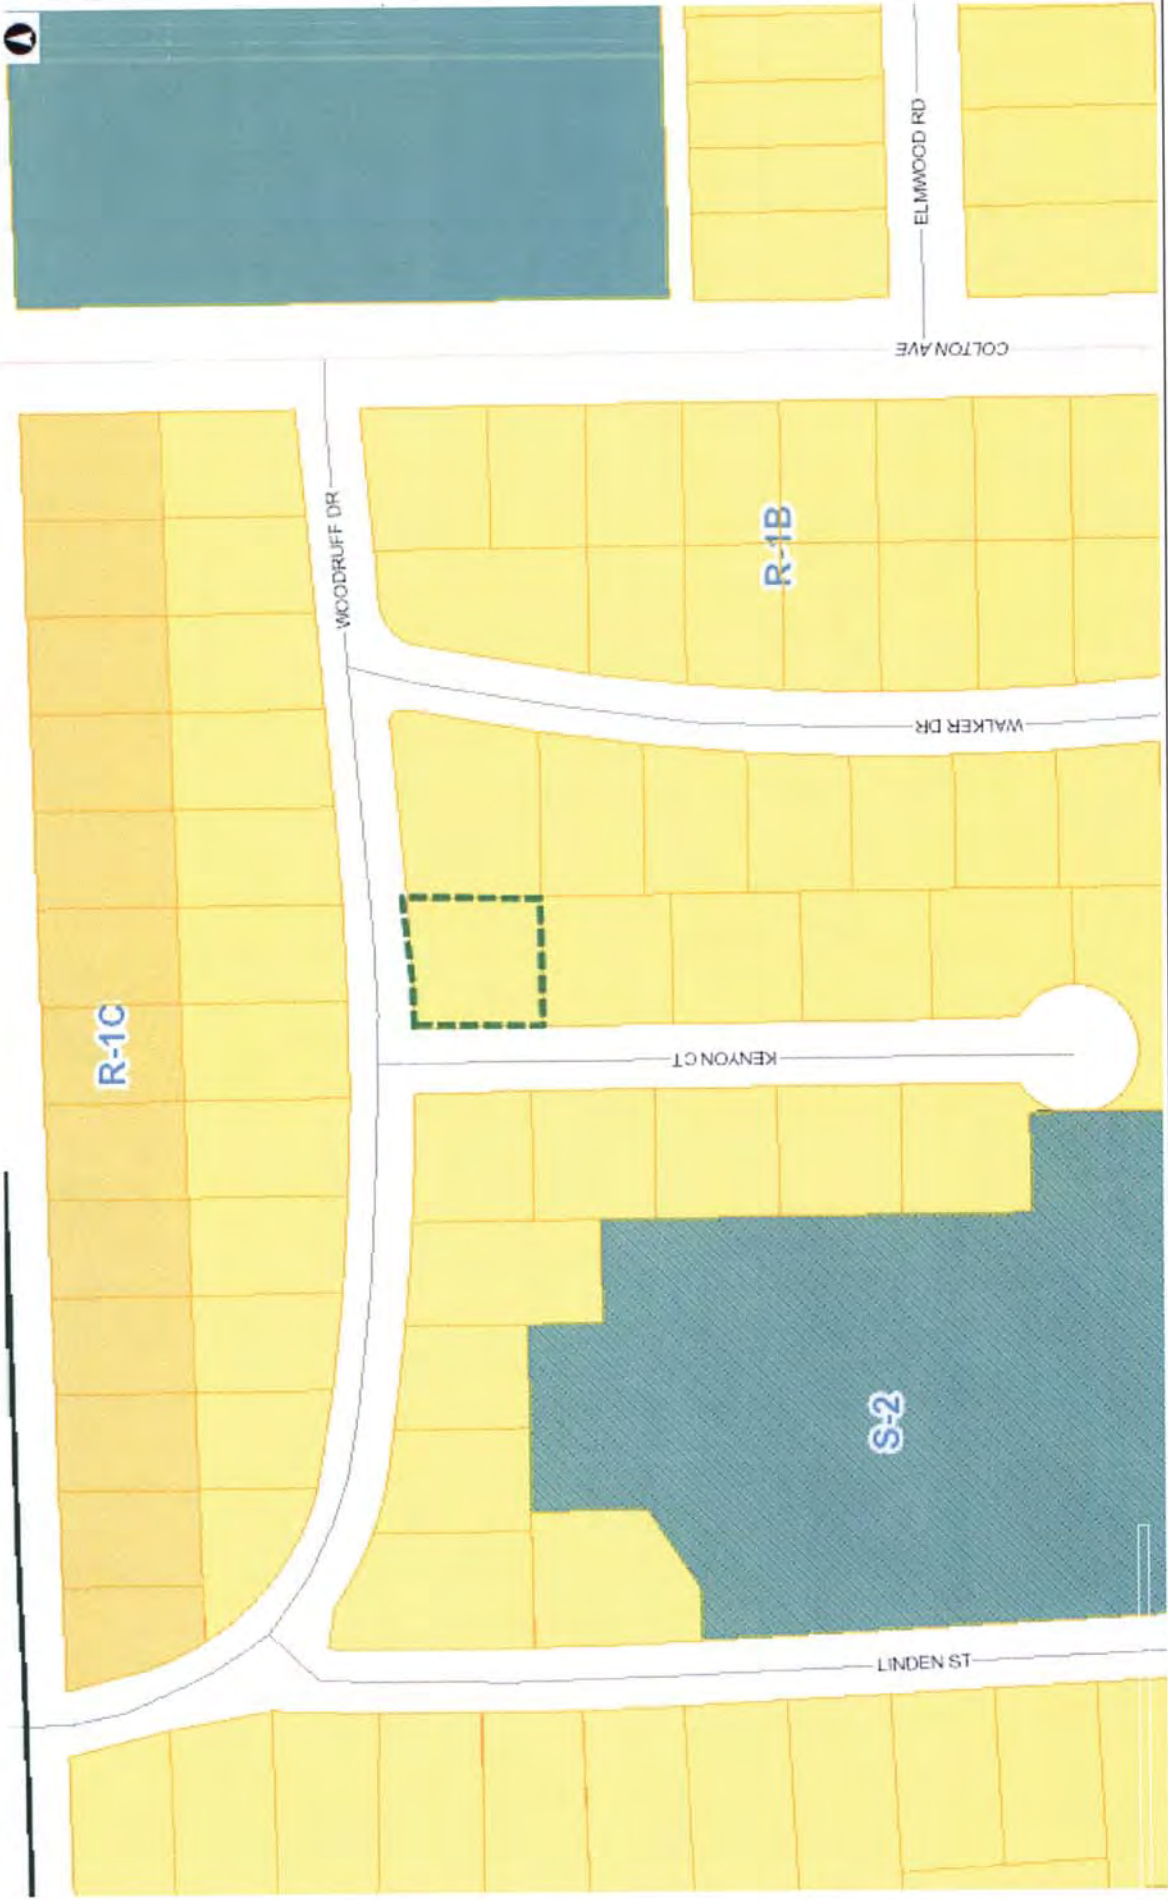 ELMWOOD RD
COLTON AVE
WOODRUFF DR
R-1B
WALKER DR
R-1C
KENYON CT
S-2
LINDEN ST